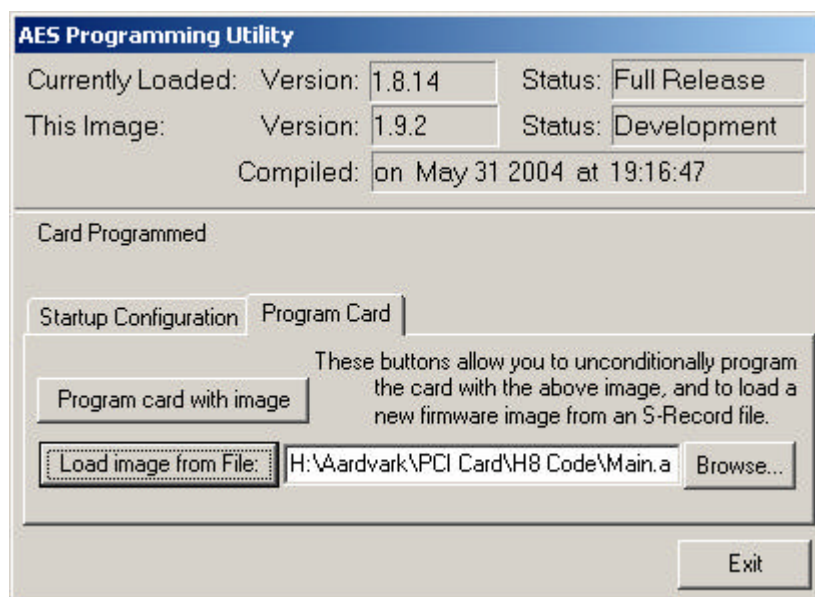 AES Programming Utility
Currently Loaded: Version: 1.8.14 Status: Full Release
This Image: Version: 1.9.2 Status: Development
Compiled: on May 31 2004 at 19:16:47
Card Programmed
Startup Configuration Program Card
These buttons allow you to unconditionally program
the card with the above image, and to load a
new firmware image from an S-Record file.
Program card with image
Load image from File: H:\Aardvark\PCI Card\H8 Code\Main.a Browse...
Exit